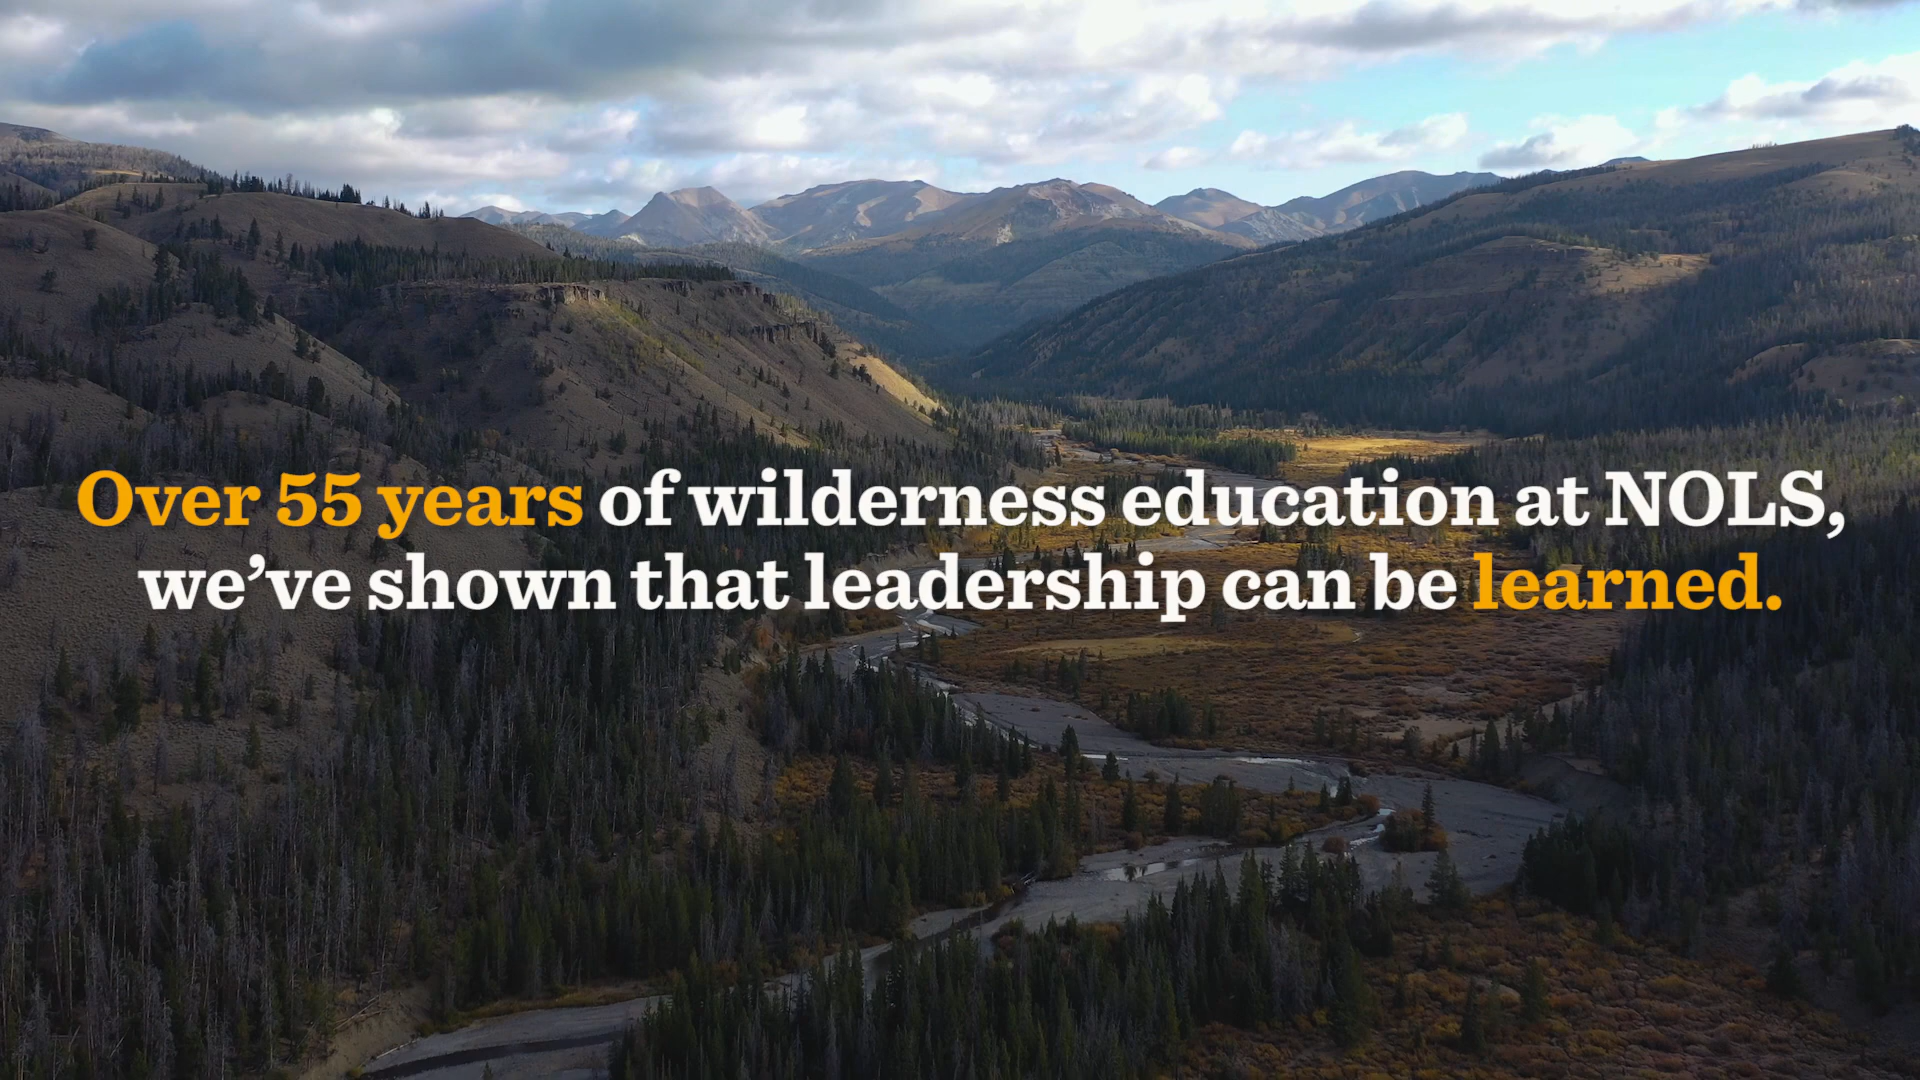 Over 55 years of wilderness education at NOLS,
we’ve shown that leadership can be learned.